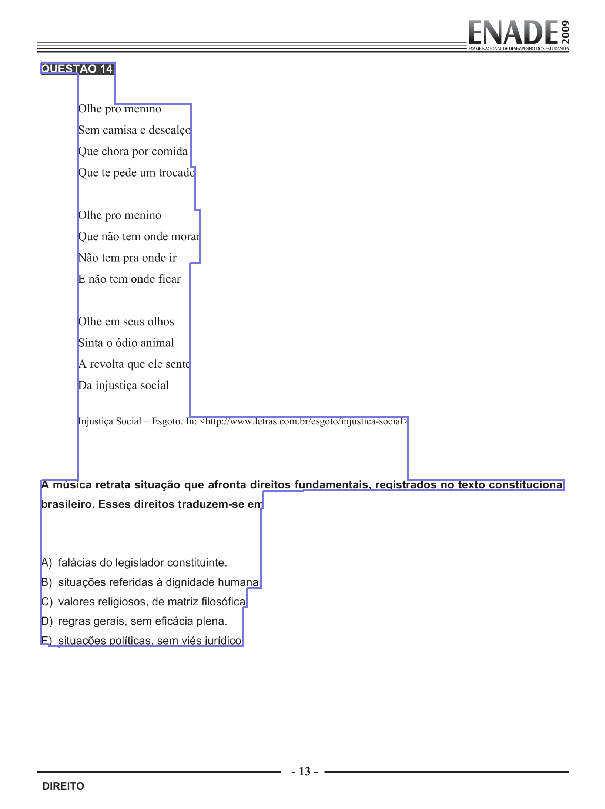 ENADE 2009
EXAME NACIONAL DE DESEMPENHO DOS ESTUDANTES
QUESTÃO 14
Olhe pro menino
Sem camisa e descalço
Que chora por comida
Que te pede um trocado
Olhe pro menino
Que não tem onde morar
Não tem pra onde ir
E não tem onde ficar
Olhe em seus olhos
Sinta o ódio animal
A revolta que ele sente
Da injustiça social
Injustiça Social – Esgoto. In: <http://www.letras.com.br/esgoto/injustica-social>
A música retrata situação que afronta direitos fundamentais, registrados no texto constitucional
brasileiro. Esses direitos traduzem-se em
A) falácias do legislador constituinte.
B) situações referidas à dignidade humana.
C) valores religiosos, de matriz filosófica.
D) regras gerais, sem eficácia plena.
E) situações políticas, sem viés jurídico.
- 13 -
DIREITO